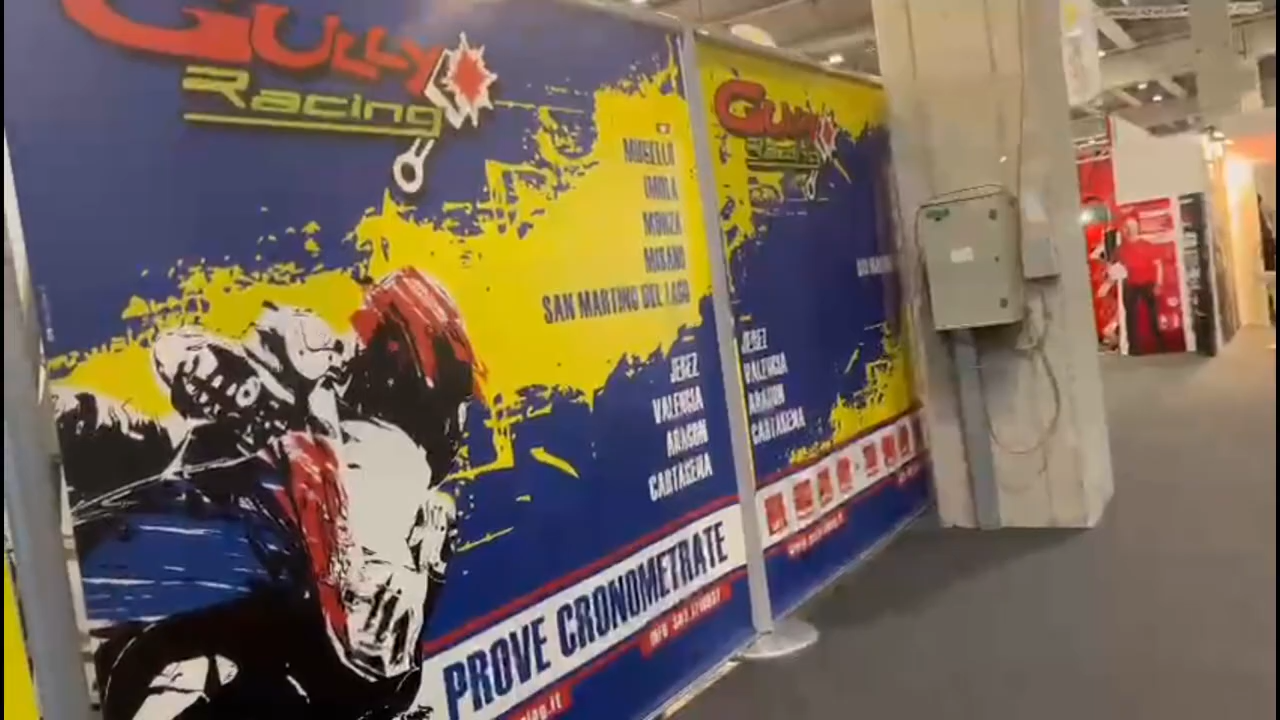 Gully
Racing
MUGELLO
IMOLA
MONZA
MISANO
SAN MARTINO DEL LAGO
JEREZ
VALENCIA
ARAGON
CARTAGENA
PROVE CRONOMETRATE
Gully
Racing
JEREZ
VALENCIA
ARAGON
CARTAGENA